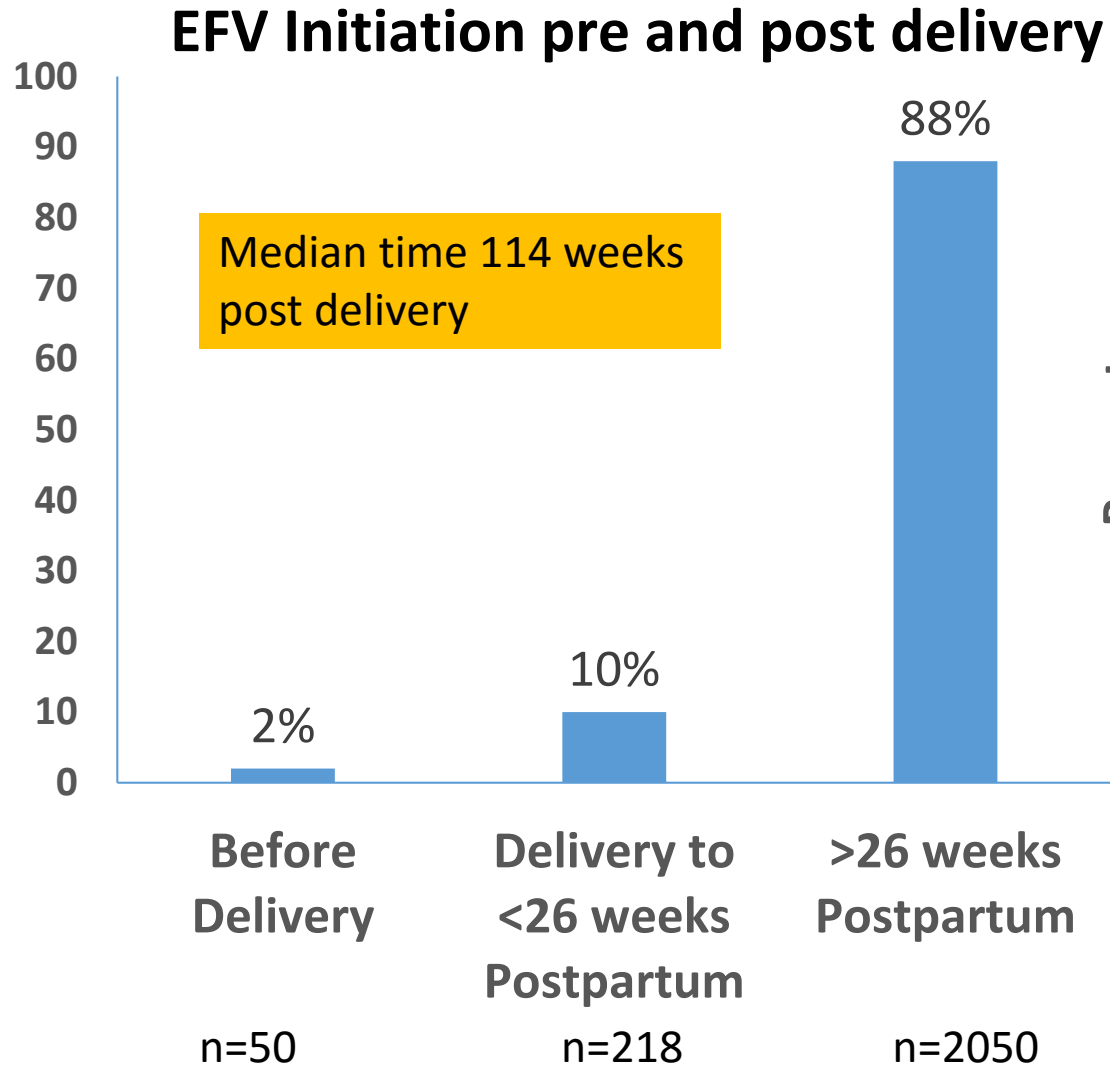 EFV Initiation pre and post delivery
100
90
80
70
60
50
40
30
20
10
0
88%
Median time 114 weeks
post delivery
10%
2%
Before
Delivery
Delivery to
<26 weeks
Postpartum
>26 weeks
Postpartum
n=50
n=218
n=2050